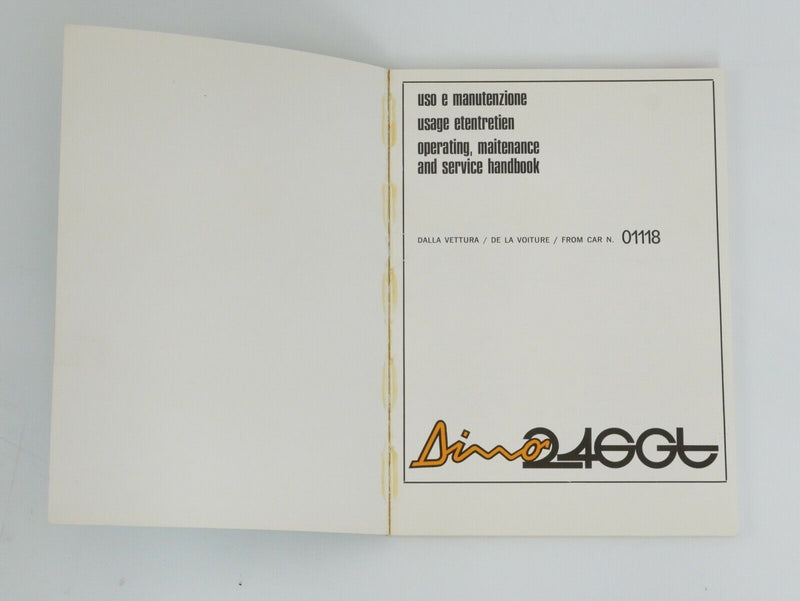 uso e manutenzione
usage etentretien
operating, maitenance
and service handbook
DALLA VETTURA / DE LA VOITURE / FROM CAR N. 01118
Dino 246GT